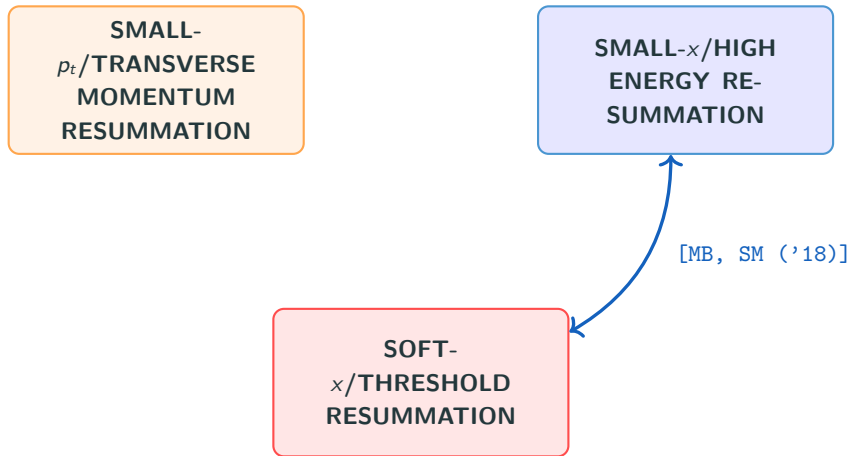 SMALL-
pt/TRANSVERSE
MOMENTUM
RESUMMATION
SMALL-x/HIGH
ENERGY RE-
SUMMATION
[MB, SM ('18)]
SOFT-
x/THRESHOLD
RESUMMATION